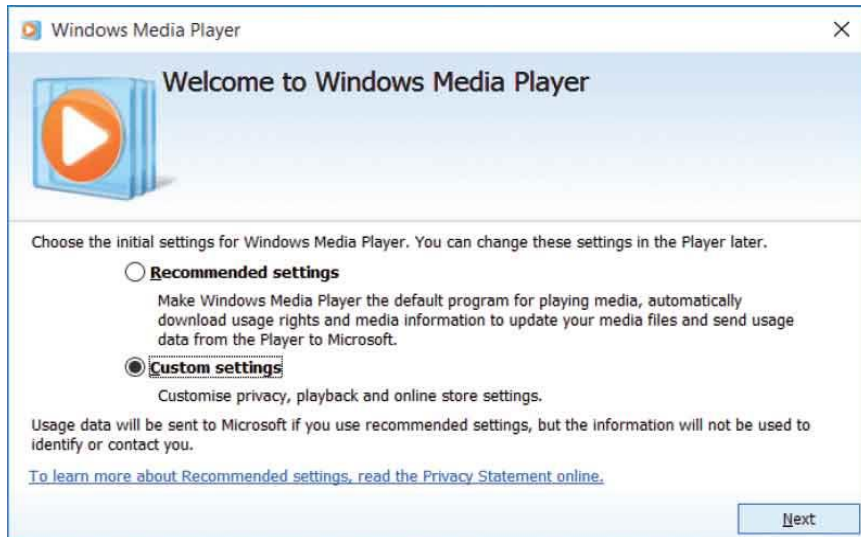 Windows Media Player
Welcome to Windows Media Player
Choose the initial settings for Windows Media Player. You can change these settings in the Player later.
Recommended settings
Make Windows Media Player the default program for playing media, automatically
download usage rights and media information to update your media files and send usage
data from the Player to Microsoft.
Custom settings
Customise privacy, playback and online store settings.
Usage data will be sent to Microsoft if you use recommended settings, but the information will not be used to
identify or contact you.
To learn more about Recommended settings, read the Privacy Statement online.
Next